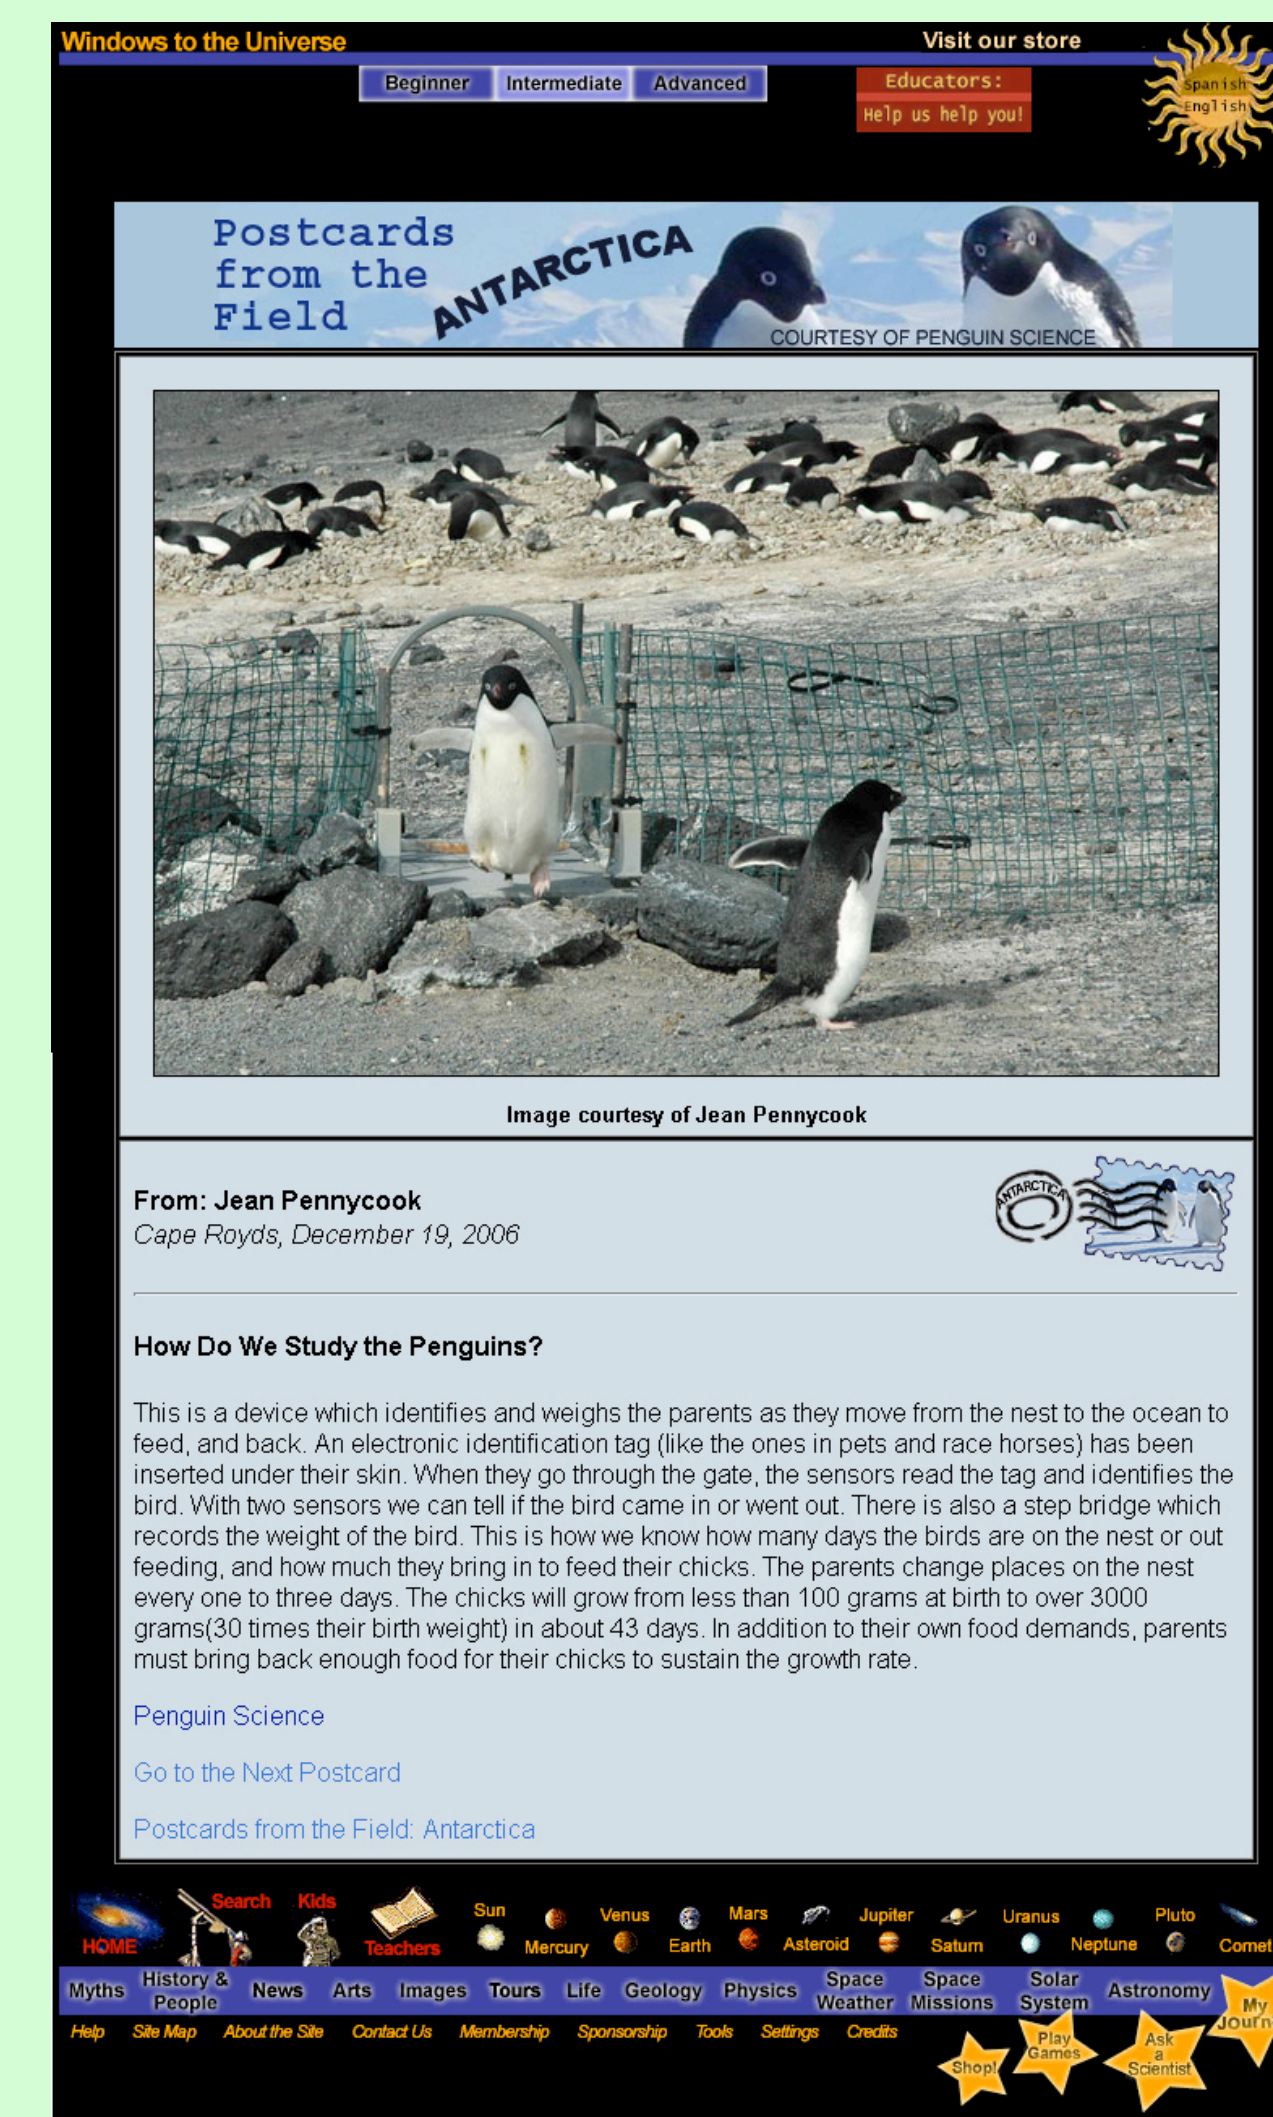 Windows to the Universe
Visit our store
Beginner
Intermediate
Advanced
Educators:
Help us help you!
Spanish
English
Postcards
from the
Field
ANTARCTICA
COURTESY OF PENGUIN SCIENCE
Image courtesy of Jean Pennycook
From: Jean Pennycook
Cape Royds, December 19, 2006
ANTARCTICA
How Do We Study the Penguins?
This is a device which identifies and weighs the parents as they move from the nest to the ocean to
feed, and back. An electronic identification tag (like the ones in pets and race horses) has been
inserted under their skin. When they go through the gate, the sensors read the tag and identifies the
bird. With two sensors we can tell if the bird came in or went out. There is also a step bridge which
records the weight of the bird. This is how we know how many days the birds are on the nest or out
feeding, and how much they bring in to feed their chicks. The parents change places on the nest
every one to three days. The chicks will grow from less than 100 grams at birth to over 3000
grams(30 times their birth weight) in about 43 days. In addition to their own food demands, parents
must bring back enough food for their chicks to sustain the growth rate.
Penguin Science
Go to the Next Postcard
Postcards from the Field: Antarctica
HOME
Search
Kids
Teachers
Sun
Mercury
Venus
Earth
Mars
Asteroid
Jupiter
Saturn
Uranus
Neptune
Pluto
Comet
Myths
History &
People
News
Arts
Images
Tours
Life
Geology
Physics
Space
Weather
Space
Missions
Solar
System
Astronomy
My
Journ
Help
Site Map
About the Site
Contact Us
Membership
Sponsorship
Tools
Settings
Credits
Shop!
Play
Games
Ask
a
Scientist